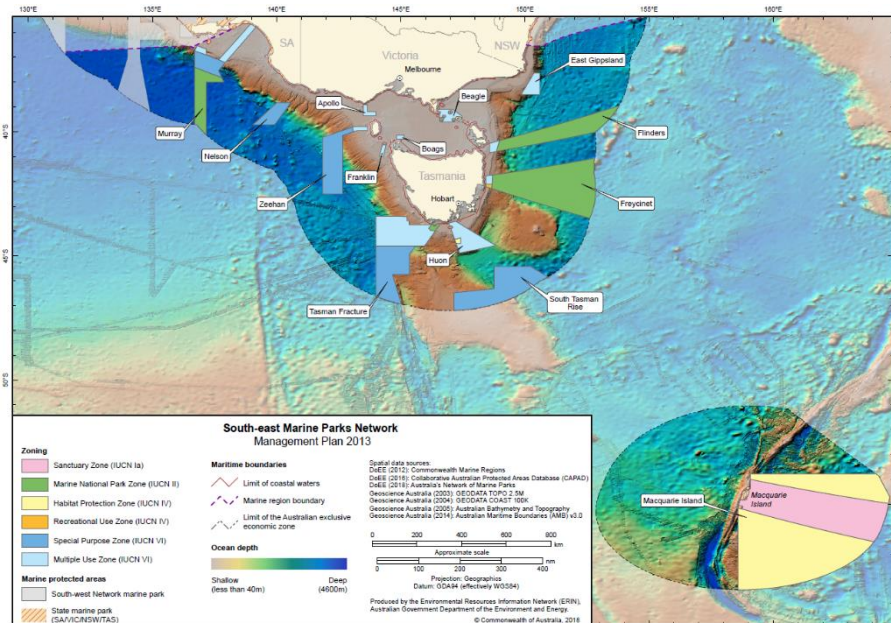 130°E
135°E
140°E
145°E
150°E
155°E
160°E
SA
Victoria
NSW
Melbourne
East Gippsland
Apollo
Beagle
Murray
40°S
40°S
Flinders
Nelson
Boags
Franklin
Tasmania
Zeehan
Hobart
Freycinet
45°S
45°S
Huon
Tasman Fracture
South Tasman
Rise
50°S
50°S
Macquarie Island
Macquarie
Island
South-east Marine Parks Network
Management Plan 2013
Zoning
Sanctuary Zone (IUCN Ia)
Marine National Park Zone (IUCN II)
Habitat Protection Zone (IUCN IV)
Recreational Use Zone (IUCN IV)
Special Purpose Zone (IUCN VI)
Multiple Use Zone (IUCN VI)
Marine protected areas
South-west Network marine park
State marine park
(SA/VIC/NSW/TAS)
Maritime boundaries
Limit of coastal waters
Marine region boundary
Limit of the Australian exclusive
economic zone
Ocean depth
Shallow
(less than 40m)
Deep
(4600m)
Spatial data sources:
DoEE (2012): Commonwealth Marine Regions
DoEE (2016): Collaborative Australian Protected Areas Database (CAPAD)
DoEE (2018): Australia's Network of Marine Parks
Geoscience Australia (2003): GEODATA TOPO 2.5M
Geoscience Australia (2004): GEODATA COAST 100K
Geoscience Australia (2005): Australian Bathymetry and Topography
Geoscience Australia (2014): Australian Maritime Boundaries (AMB) v3.0
0 200 400 600 800
km
Approximate scale
0 100 200 300 400
nm
Projection: Geographics
Datum: GDA94 (effectively WGS84)
Produced by the Environmental Resources Information Network (ERIN),
Australian Government Department of the Environment and Energy.
© Commonwealth of Australia, 2018